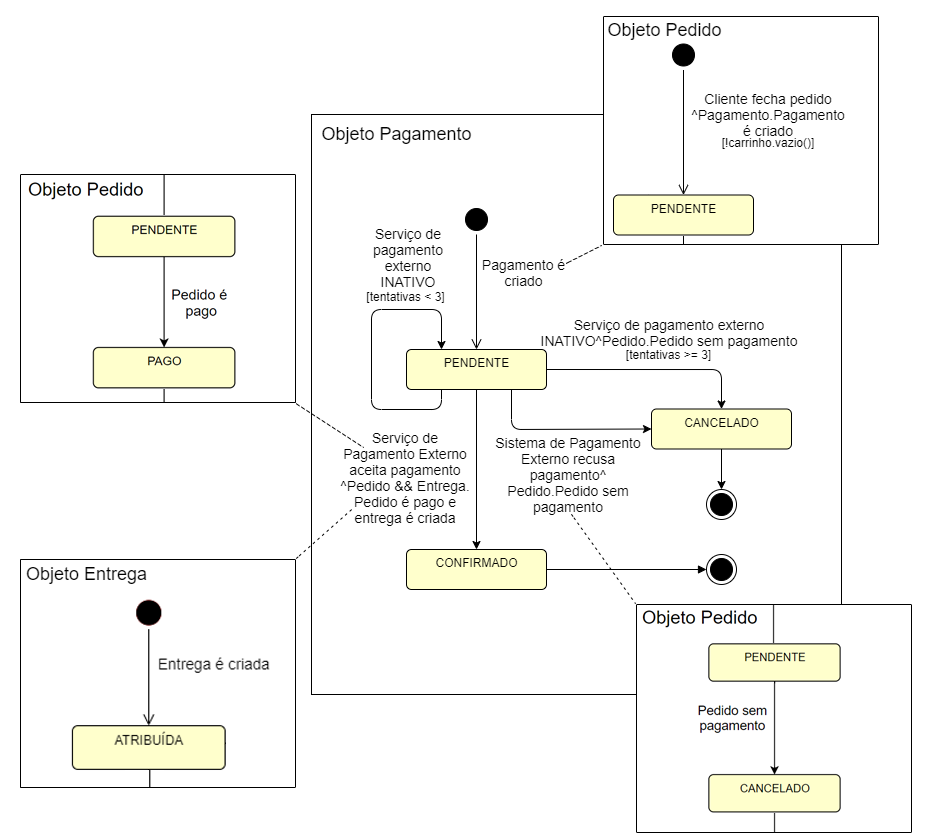 Objeto Pedido
Cliente fecha pedido
^Pagamento.Pagamento
é criado
[!carrinho.vazio()]
PENDENTE
Objeto Pagamento
Pagamento é
criado
Serviço de
pagamento
externo
INATIVO
[tentativas < 3]
PENDENTE
Serviço de pagamento externo
INATIVO^Pedido.Pedido sem pagamento
[tentativas >= 3]
CANCELADO
Sistema de Pagamento
Externo recusa
pagamento^
Pedido.Pedido sem
pagamento
Serviço de
Pagamento Externo
aceita pagamento
^Pedido && Entrega.
Pedido é pago e
entrega é criada
CONFIRMADO
Objeto Pedido
PENDENTE
Pedido é
pago
PAGO
Objeto Entrega
Entrega é criada
ATRIBUÍDA
Objeto Pedido
PENDENTE
Pedido sem
pagamento
CANCELADO